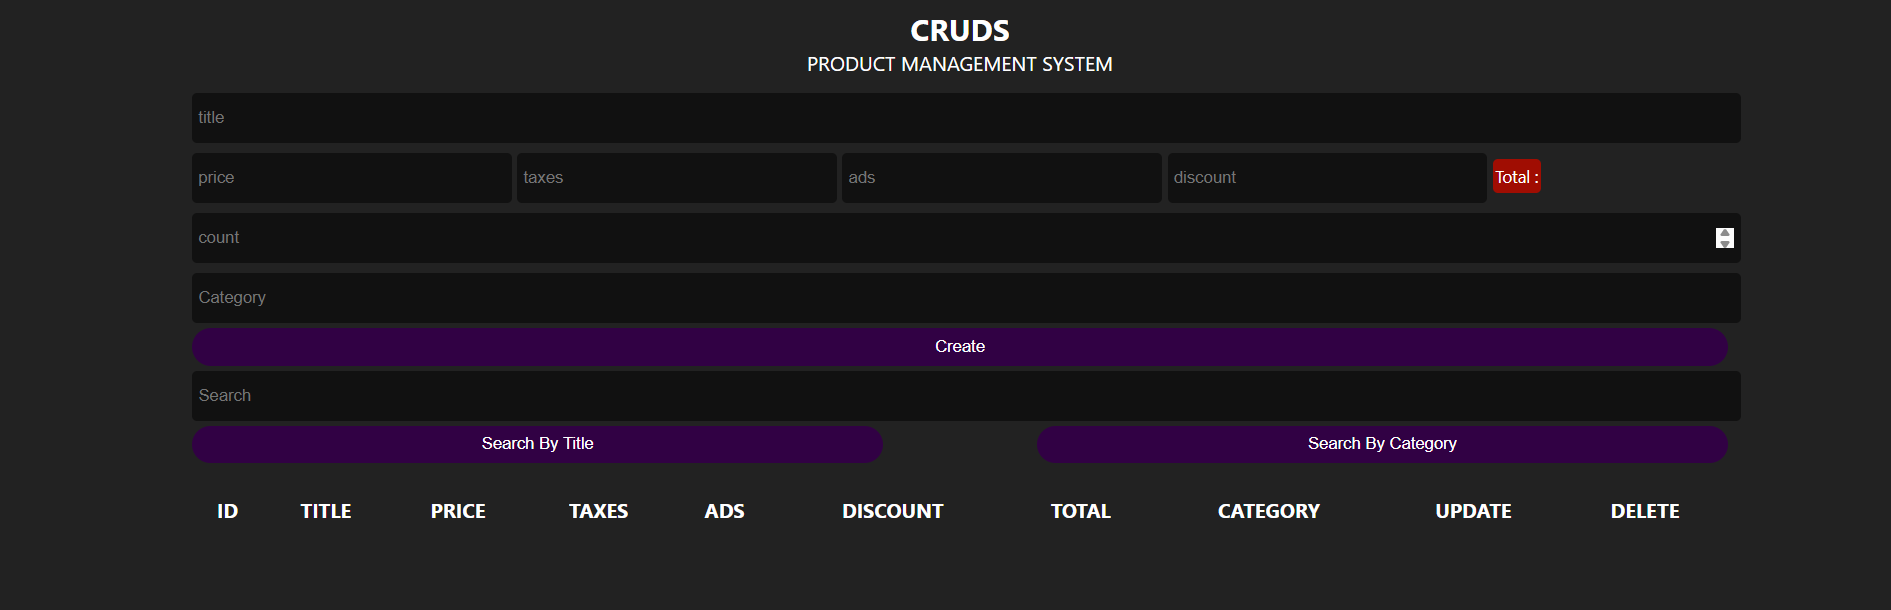 CRUDS
PRODUCT MANAGEMENT SYSTEM
title
price taxes ads discount Total :
count
Category
Create
Search
Search By Title Search By Category
ID TITLE PRICE TAXES ADS DISCOUNT TOTAL CATEGORY UPDATE DELETE